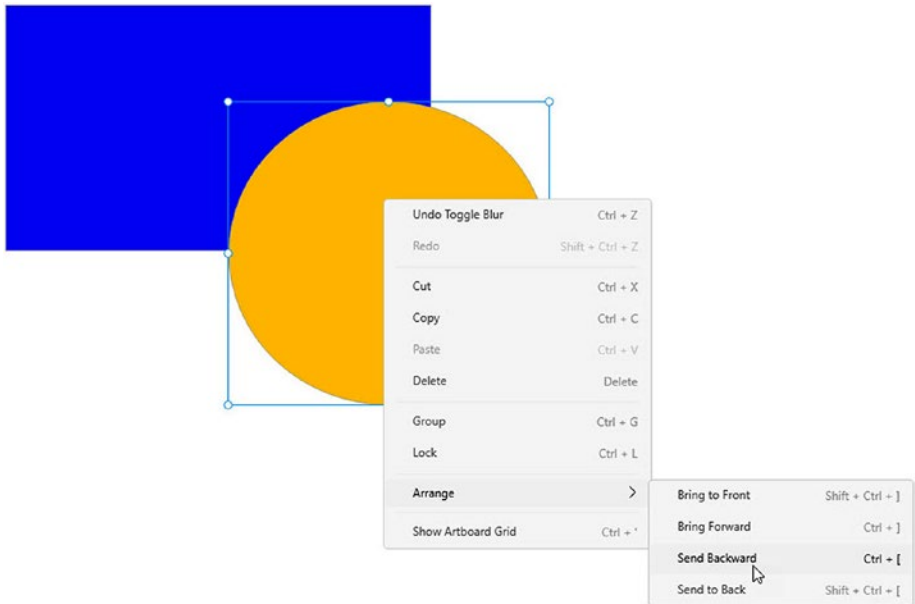 Undo Toggle Blur Ctrl + Z
Redo Shift + Ctrl + Z
Cut Ctrl + X
Copy Ctrl + C
Paste Ctrl + V
Delete Delete
Group Ctrl + G
Lock Ctrl + L
Arrange
Show Artboard Grid Ctrl + '
Bring to Front Shift + Ctrl + ]
Bring Forward Ctrl + ]
Send Backward Ctrl + [
Send to Back Shift + Ctrl + [